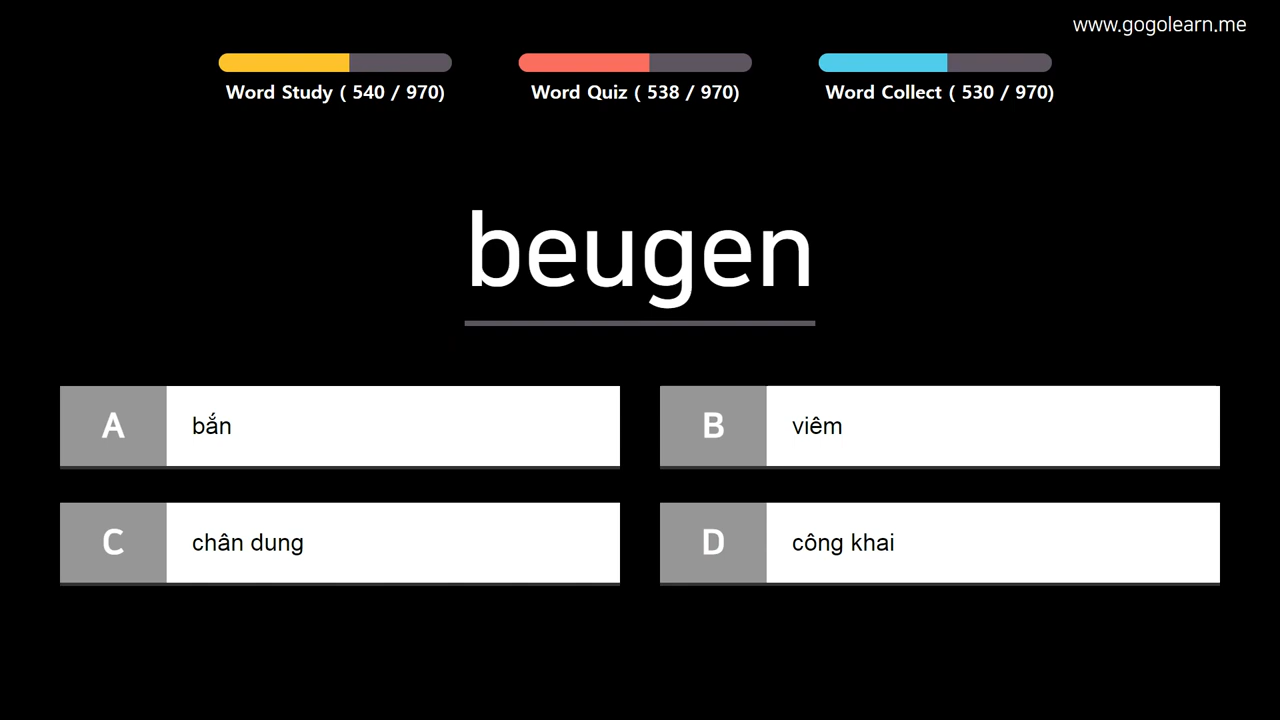 www.gogolearn.me
Word Study ( 540 / 970)
Word Quiz ( 538 / 970)
Word Collect ( 530 / 970)
beugen
A bắn
B viêm
C chân dung
D công khai